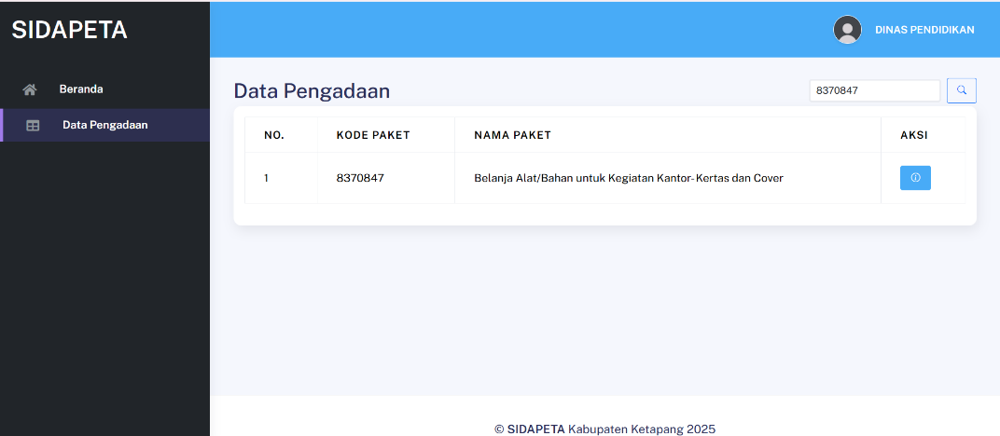 SIDAPETA
DINAS PENDIDIKAN
Beranda
Data Pengadaan
Data Pengadaan
8370847
NO. KODE PAKET NAMA PAKET AKSI
1 8370847 Belanja Alat/Bahan untuk Kegiatan Kantor- Kertas dan Cover
© SIDAPETA Kabupaten Ketapang 2025